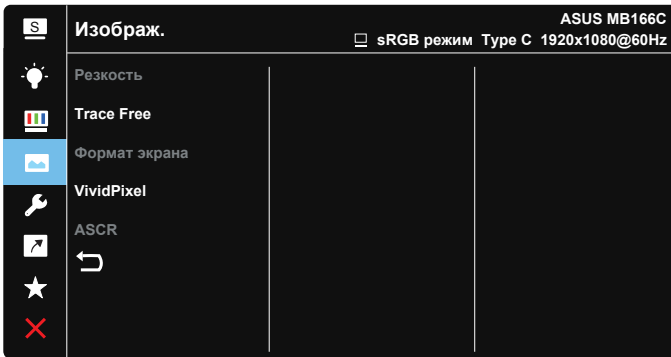 S
Изображ.
ASUS MB166C
sRGB режим Type C 1920x1080@60Hz
Резкость
Trace Free
Формат экрана
VividPixel
ASCR